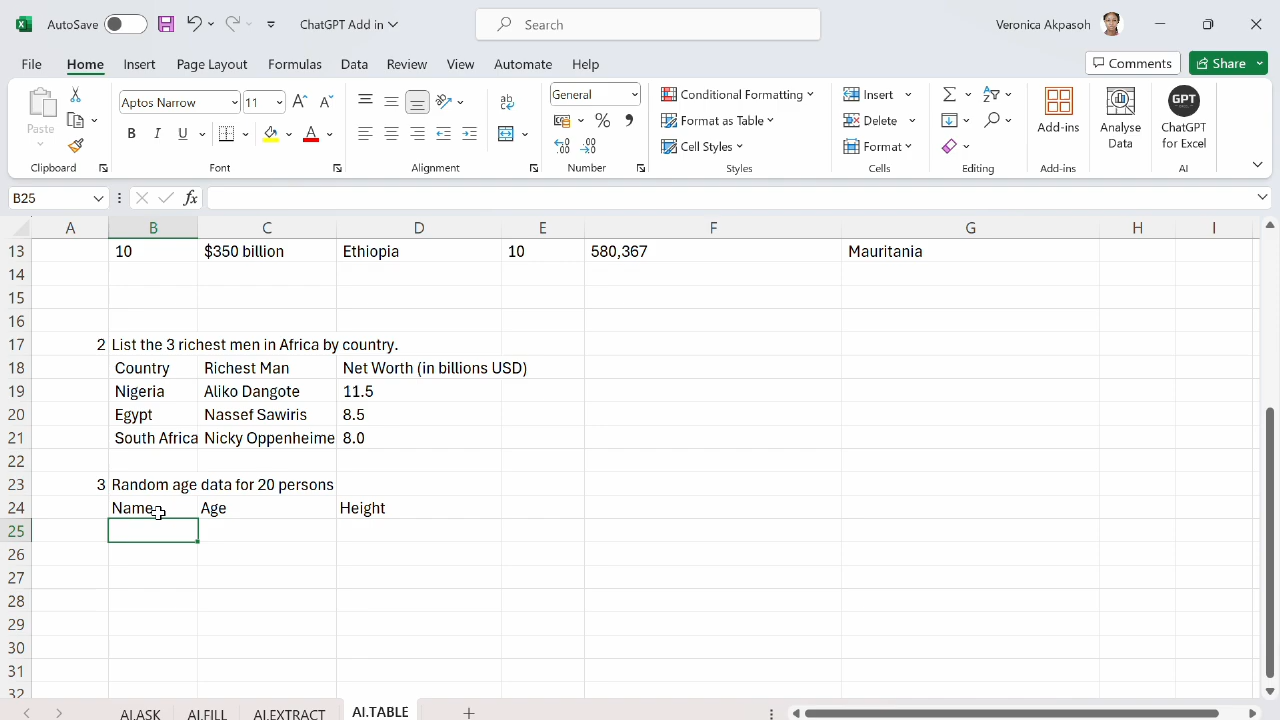 AutoSave ChatGPT Add in Search Veronica Akpasoh
File Home Insert Page Layout Formulas Data Review View Automate Help Comments Share
Paste Aptos Narrow 11 General Conditional Formatting Insert Add-ins Analyse Data ChatGPT for Excel
B I U Format as Table Delete
Cell Styles Format
Clipboard Font Alignment Number Styles Cells Editing Add-ins AI
B25 fx
A B C D E F G H I
13 10 $350 billion Ethiopia 10 580,367 Mauritania
14
15
16
17 2 List the 3 richest men in Africa by country.
18 Country Richest Man Net Worth (in billions USD)
19 Nigeria Aliko Dangote 11.5
20 Egypt Nassef Sawiris 8.5
21 South Africa Nicky Oppenheime 8.0
22
23 3 Random age data for 20 persons
24 Name Age Height
25
26
27
28
29
30
31
32
AI.ASK AI.FILL AI.EXTRACT AI.TABLE